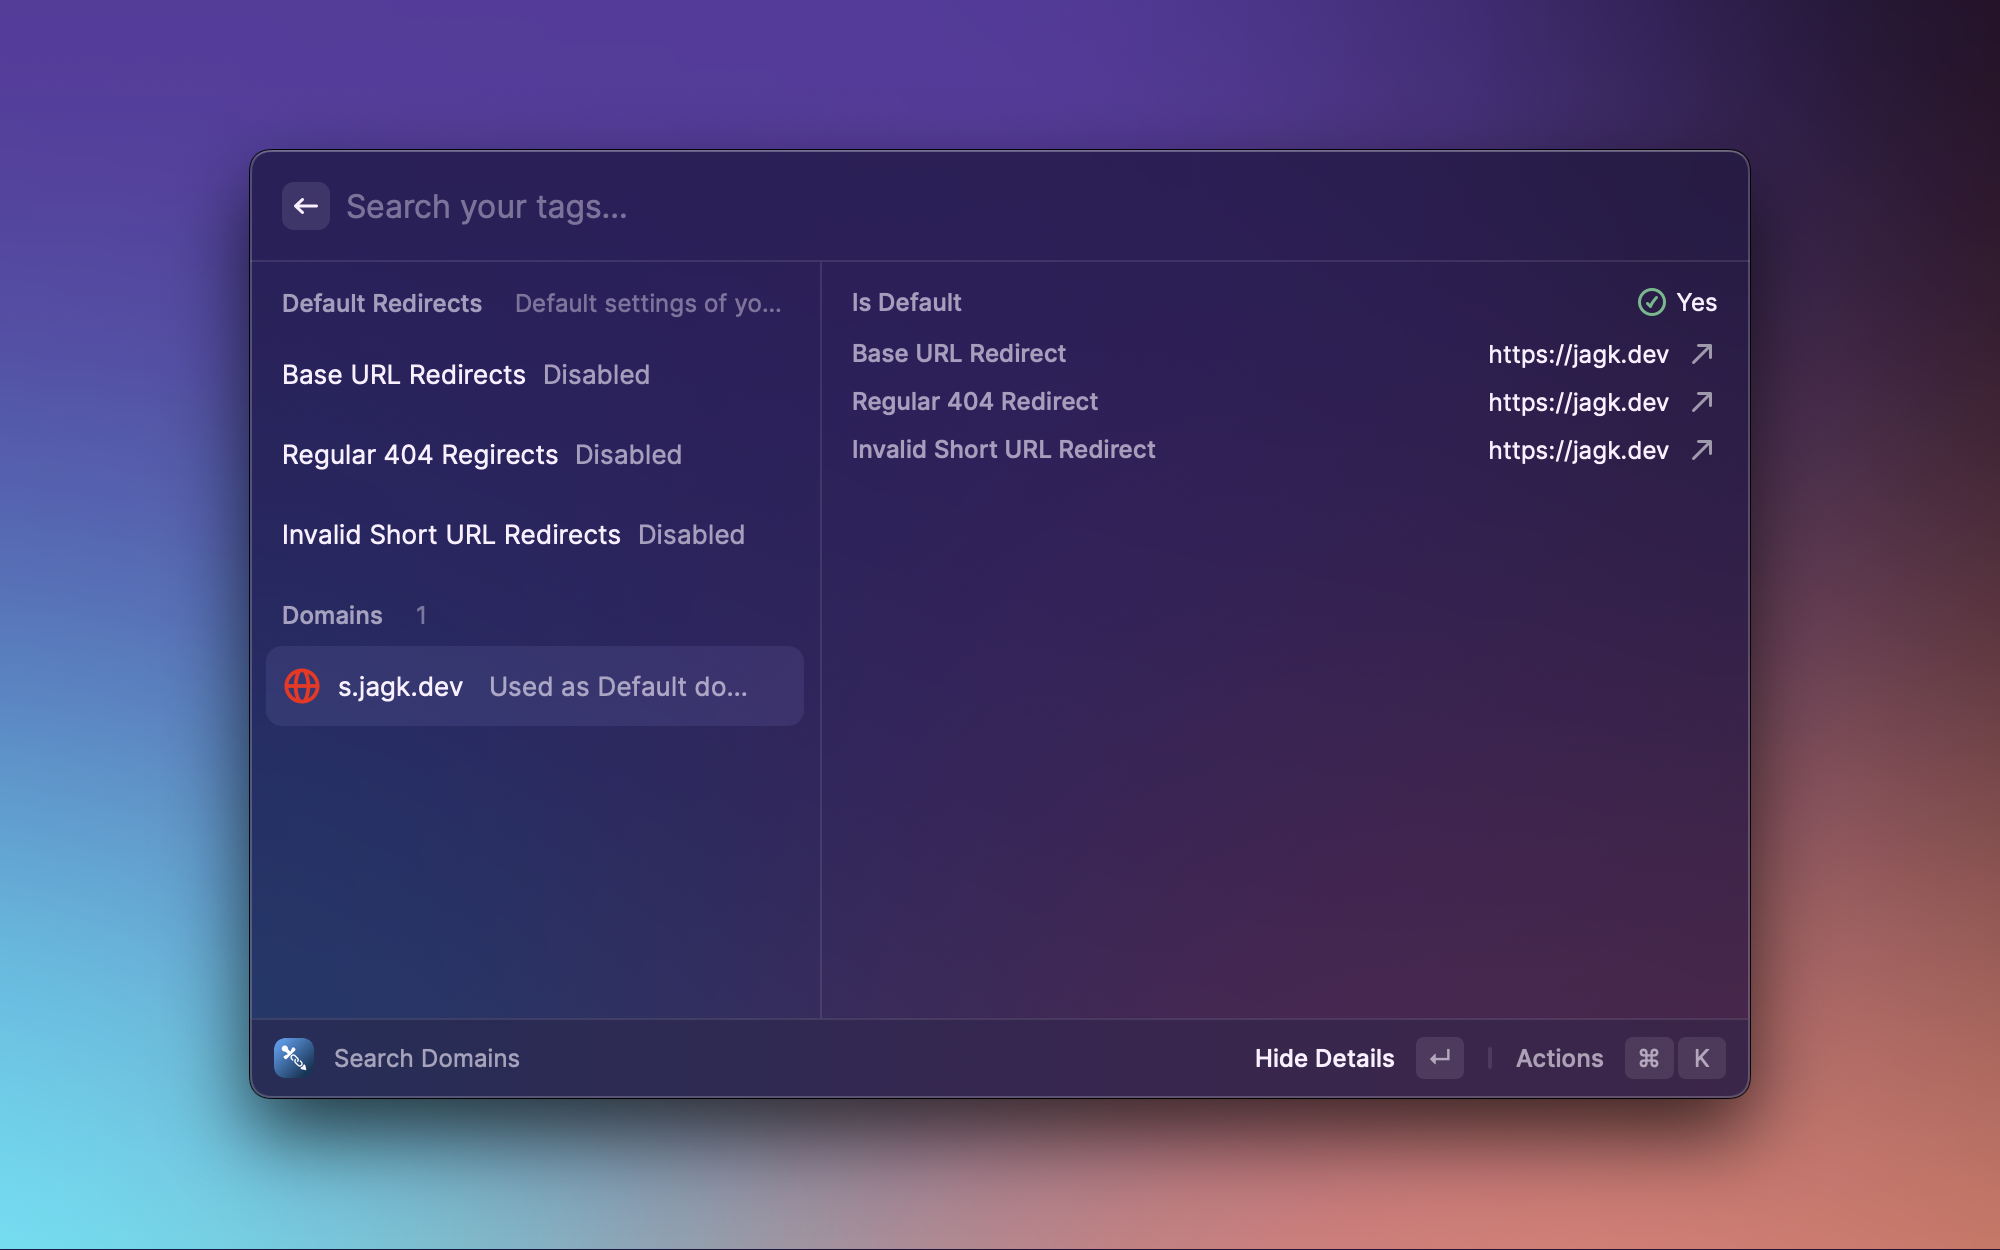 Search your tags...
Default Redirects Default settings of yo...
Base URL Redirects Disabled
Regular 404 Regirects Disabled
Invalid Short URL Redirects Disabled
Domains 1
s.jagk.dev Used as Default do...
Is Default Yes
Base URL Redirect https://jagk.dev
Regular 404 Redirect https://jagk.dev
Invalid Short URL Redirect https://jagk.dev
Search Domains
Hide Details ↵ Actions ⌘ K